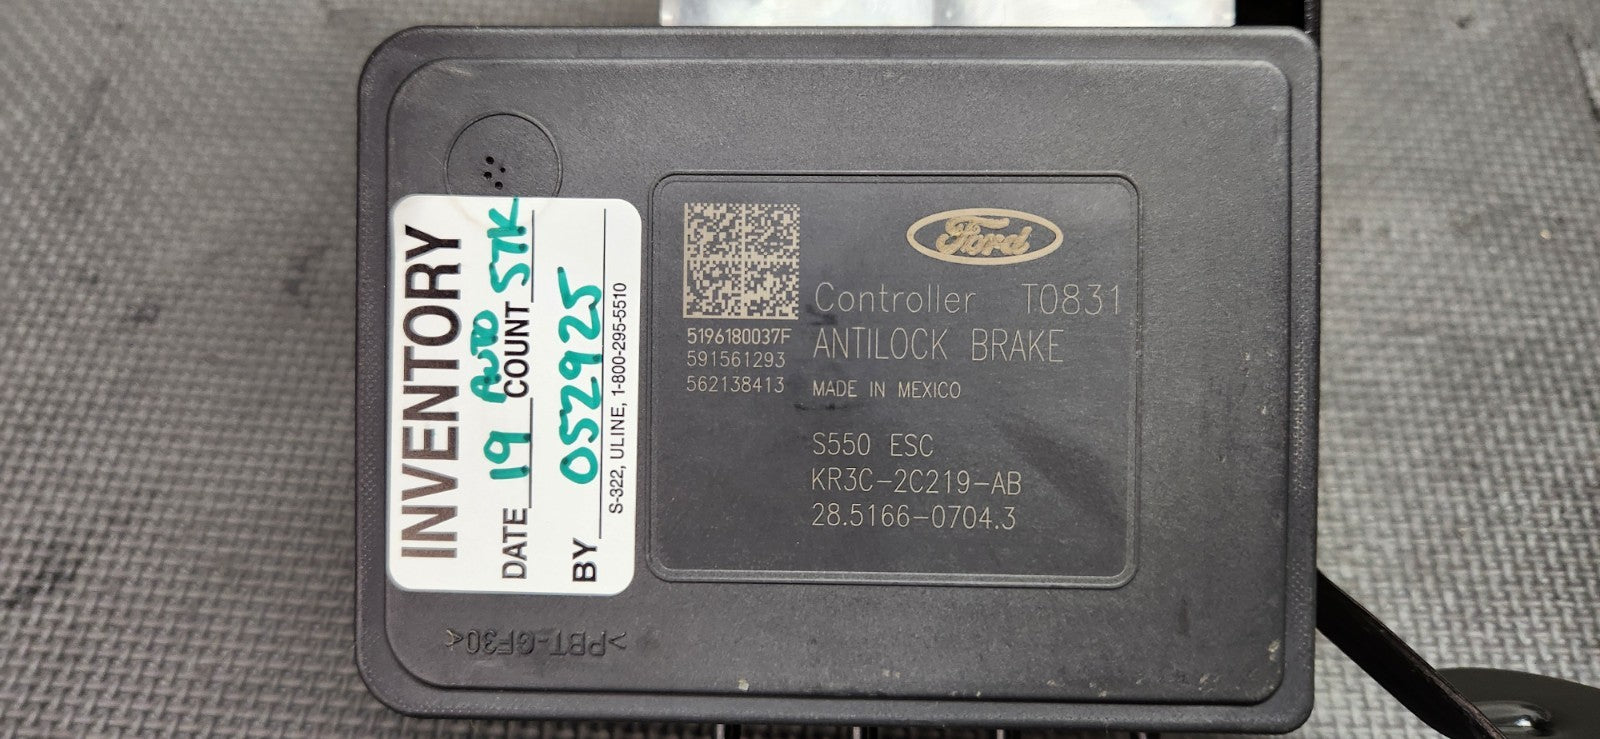 INVENTORY
DATE 19 AUTO COUNT 57K
BY 052925
S-322, ULINE, 1-800-295-5510
5196180037F
591561293
562138413
Ford
Controller T0831
ANTILOCK BRAKE
MADE IN MEXICO
S550 ESC
KR3C-2C219-AB
28.5166-0704.3
>PBT-GF30<